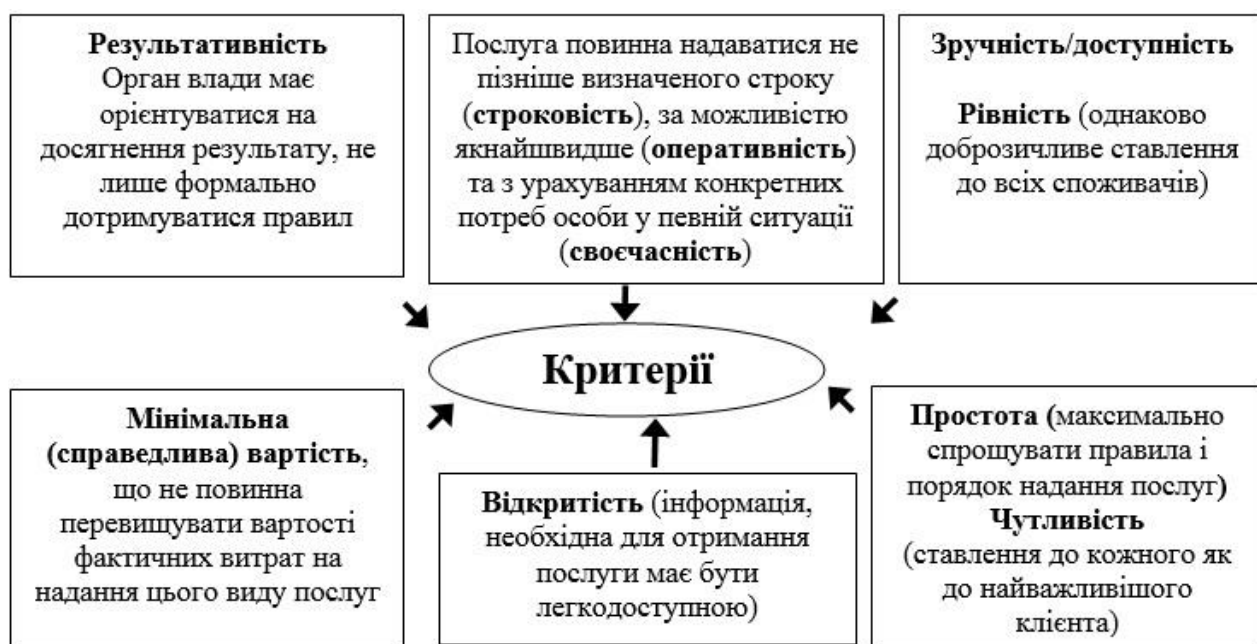 Результативність
Орган влади має
орієнтуватися на
досягнення результату, не
лише формально
дотримуватися правил
Послуга повинна надаватися не
пізніше визначеного строку
(строковість), за можливістю
якнайшвидше (оперативність)
та з урахуванням конкретних
потреб особи у певній ситуації
(своєчасність)
Зручність/доступність
Рівність (однаково
доброзичливе ставлення
до всіх споживачів)
Критерії
Мінімальна
(справедлива) вартість,
що не повинна
перевищувати вартості
фактичних витрат на
надання цього виду послуг
Відкритість (інформація,
необхідна для отримання
послуги має бути
легкодоступною)
Простота (максимально
спрощувати правила і
порядок надання послуг)
Чутливість
(ставлення до кожного як
до найважливішого
клієнта)